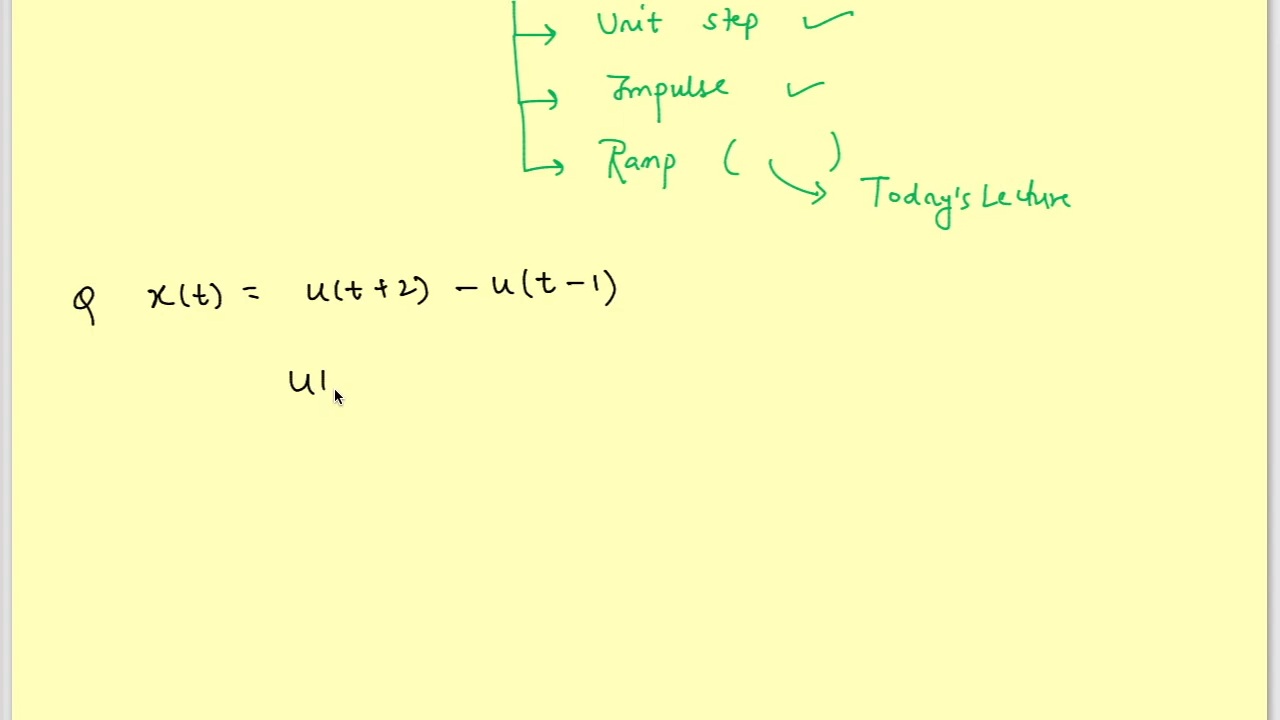 Unit step ✓
Impulse ✓
Ramp ( )
Today's Lecture
Q x(t) = u(t+2) - u(t-1)
u(